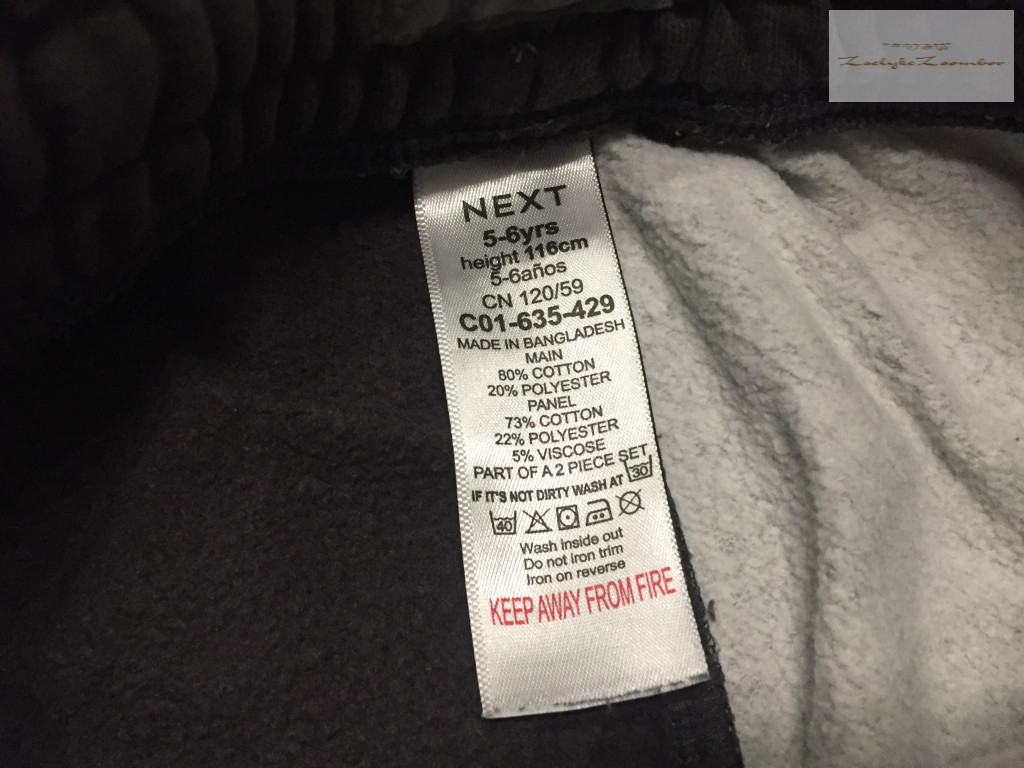 NEXT
5-6yrs
height 116cm
5-6años
CN 120/59
C01-635-429
MADE IN BANGLADESH
MAIN
80% COTTON
20% POLYESTER
PANEL
73% COTTON
22% POLYESTER
5% VISCOSE
PART OF A 2 PIECE SET
IF IT'S NOT DIRTY WASH AT 30
40
Wash inside out
Do not iron trim
Iron on reverse
KEEP AWAY FROM FIRE